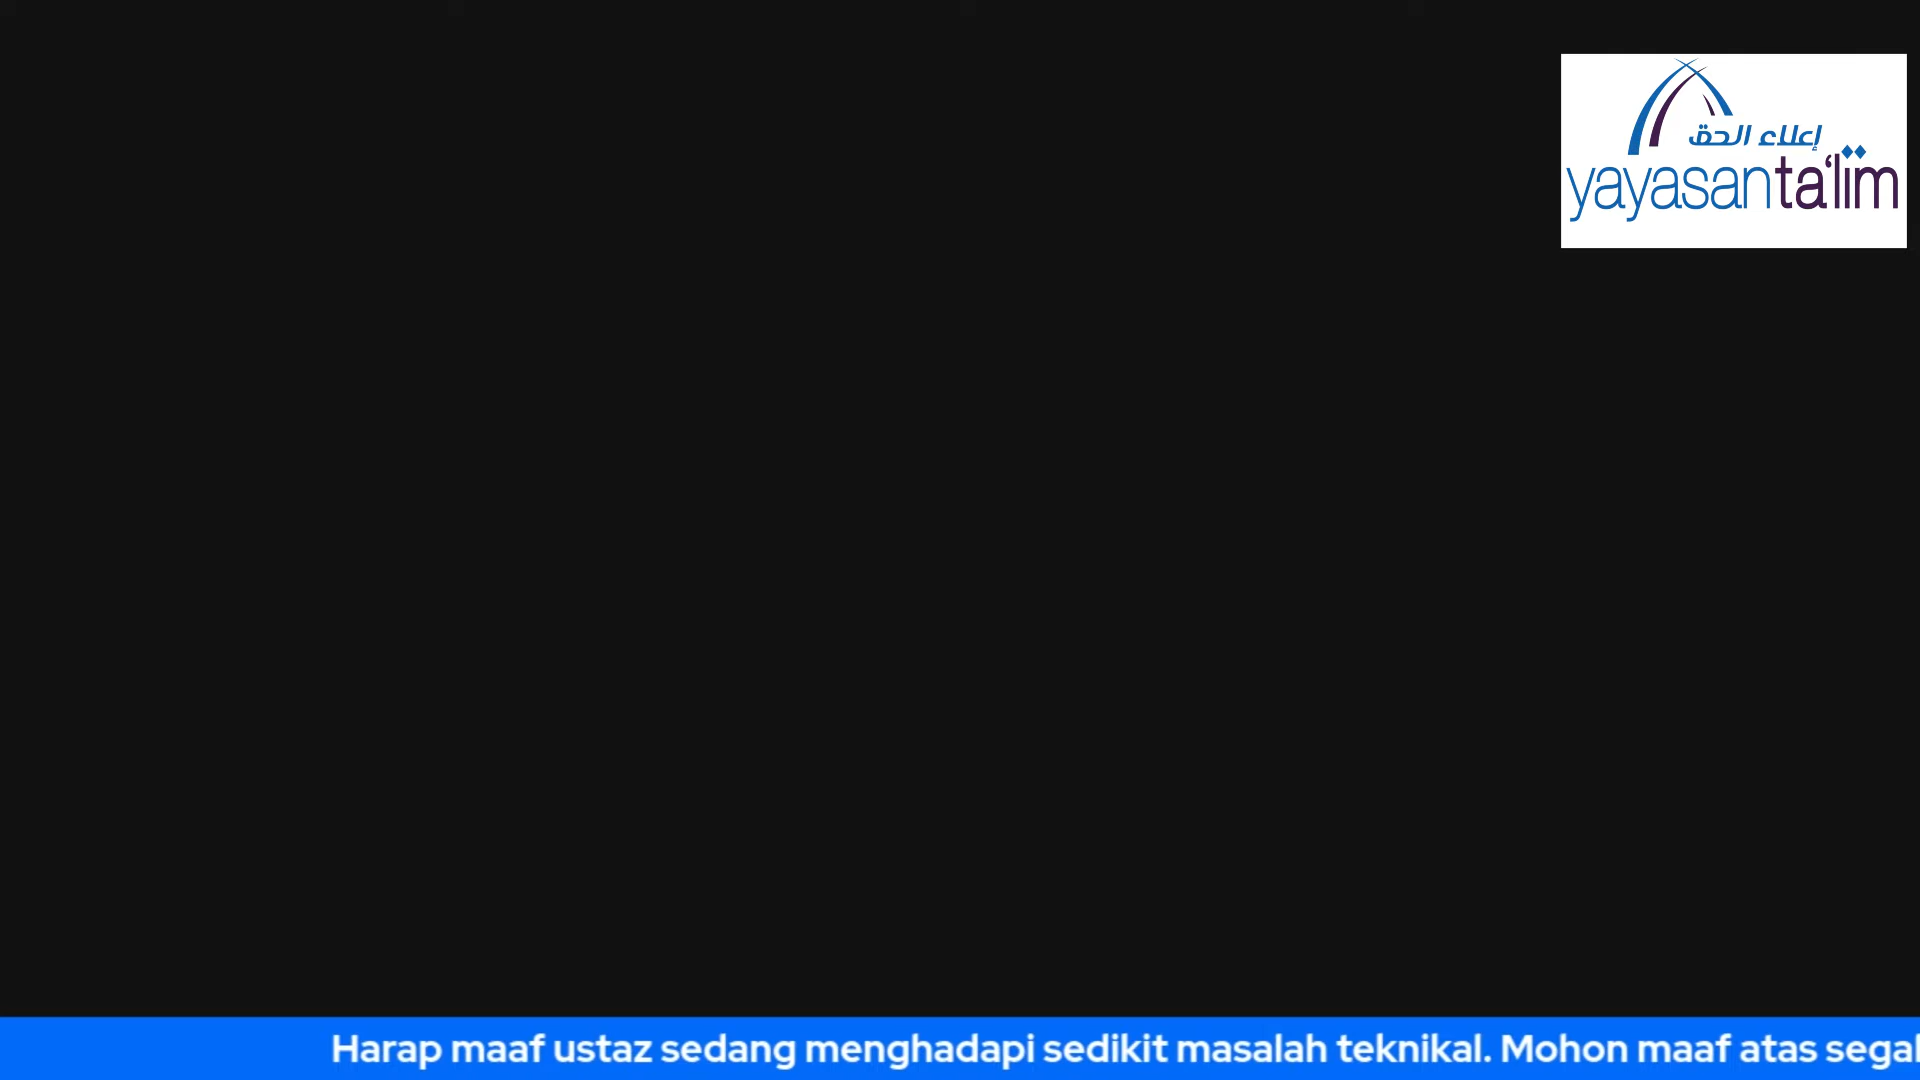 إعلاء الحق
yayasanta'lim
Harap maaf ustaz sedang menghadapi sedikit masalah teknikal. Mohon maaf atas segal